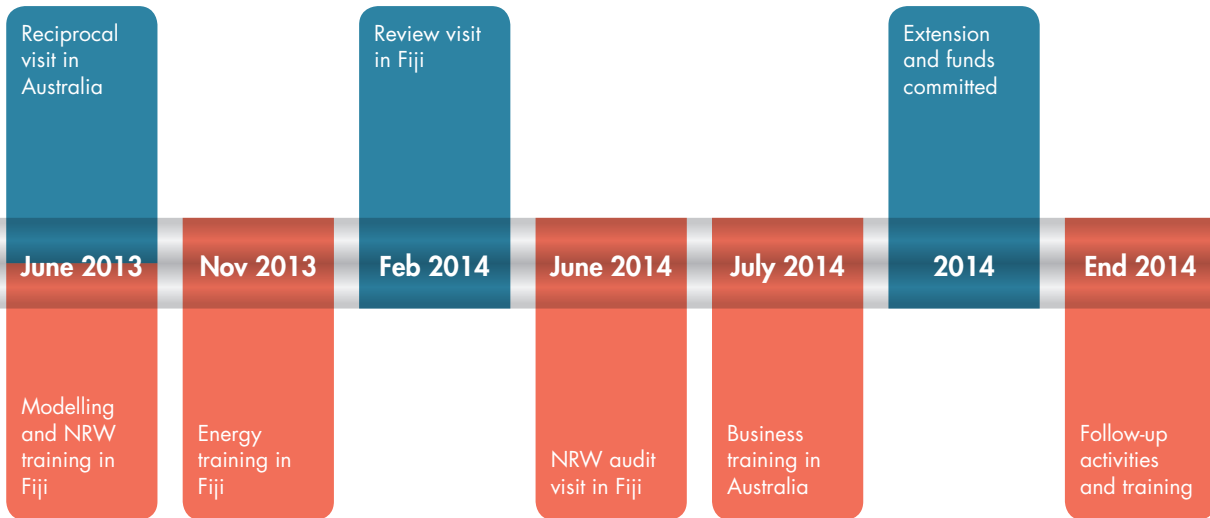 Reciprocal
visit in
Australia
Review visit
in Fiji
Extension
and funds
committed
June 2013
Nov 2013
Feb 2014
June 2014
July 2014
2014
End 2014
Modelling
and NRW
training in
Fiji
Energy
training in
Fiji
NRW audit
visit in Fiji
Business
training in
Australia
Follow-up
activities
and training